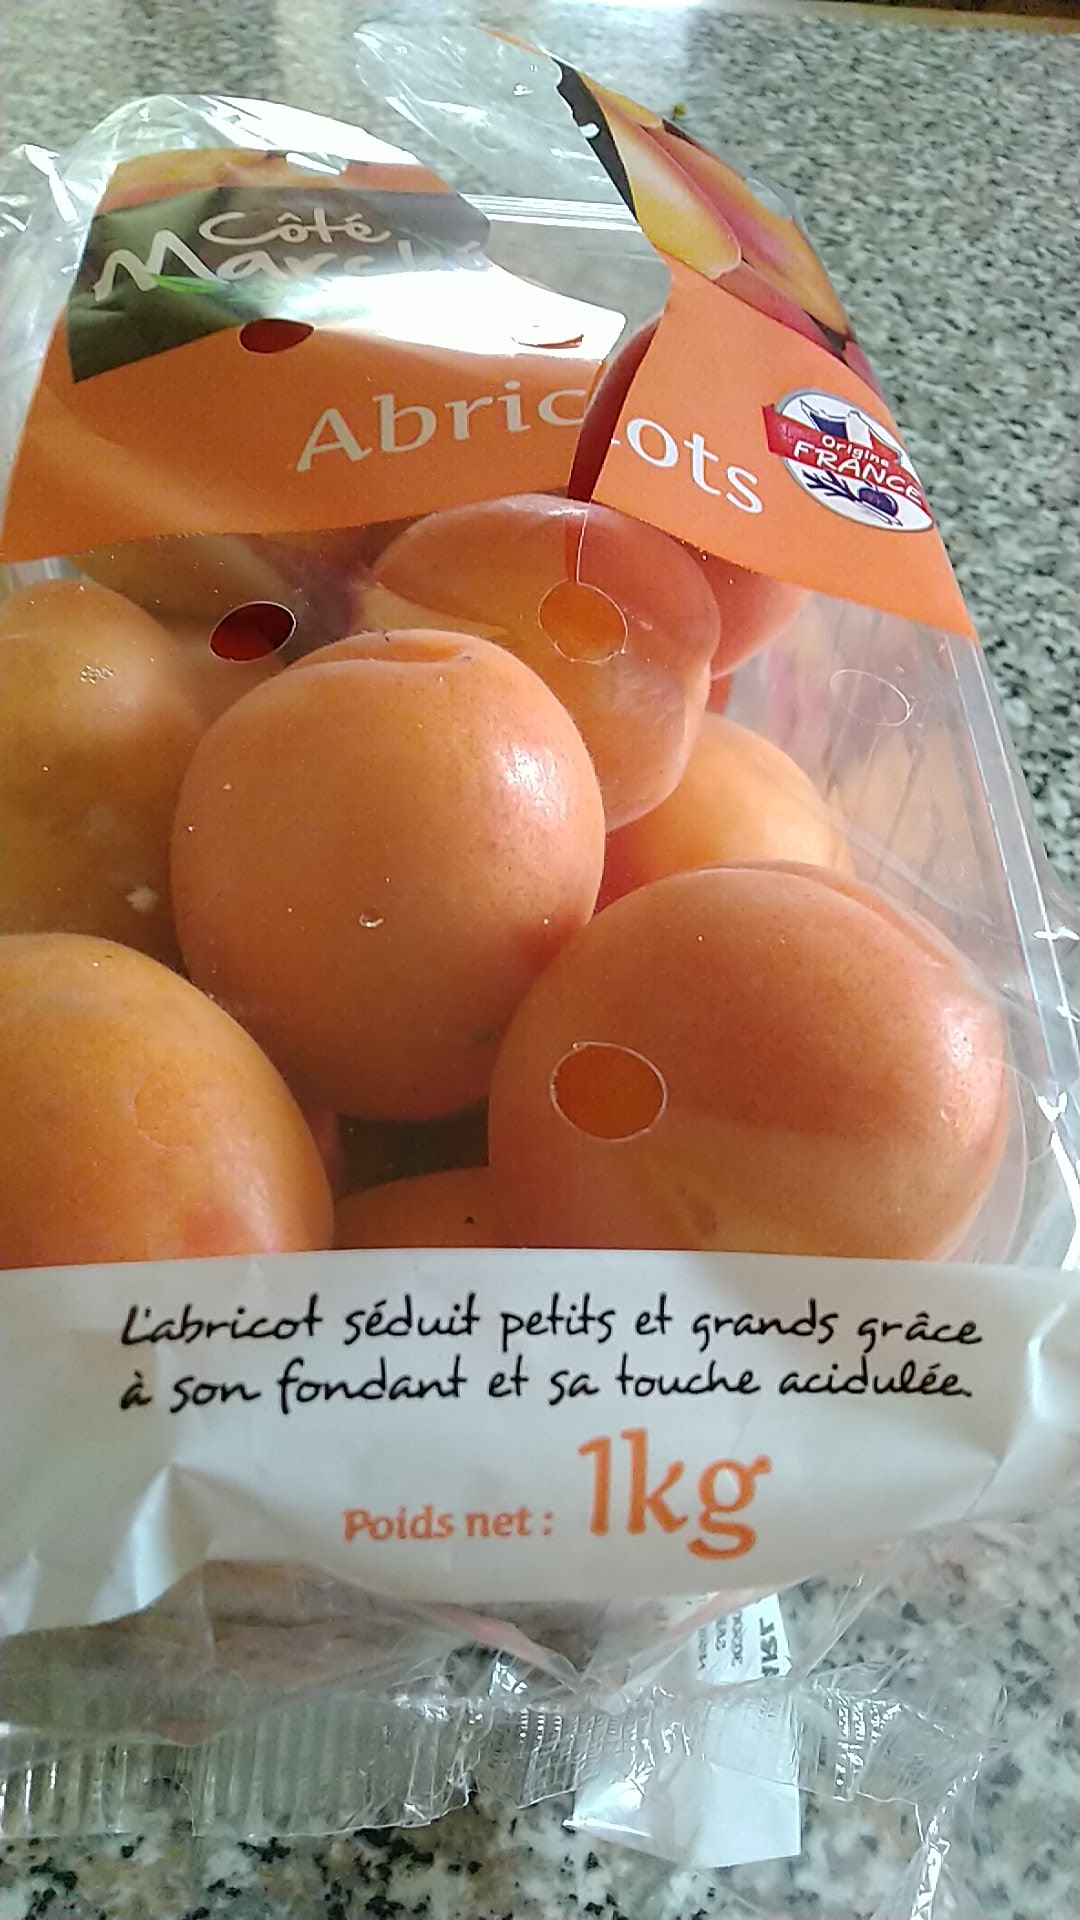 Côté
Marché
Abricots
Origine
FRANCE
L'abricot séduit petits et grands grâce
à son fondant et sa touche acidulée.
Poids net : 1kg